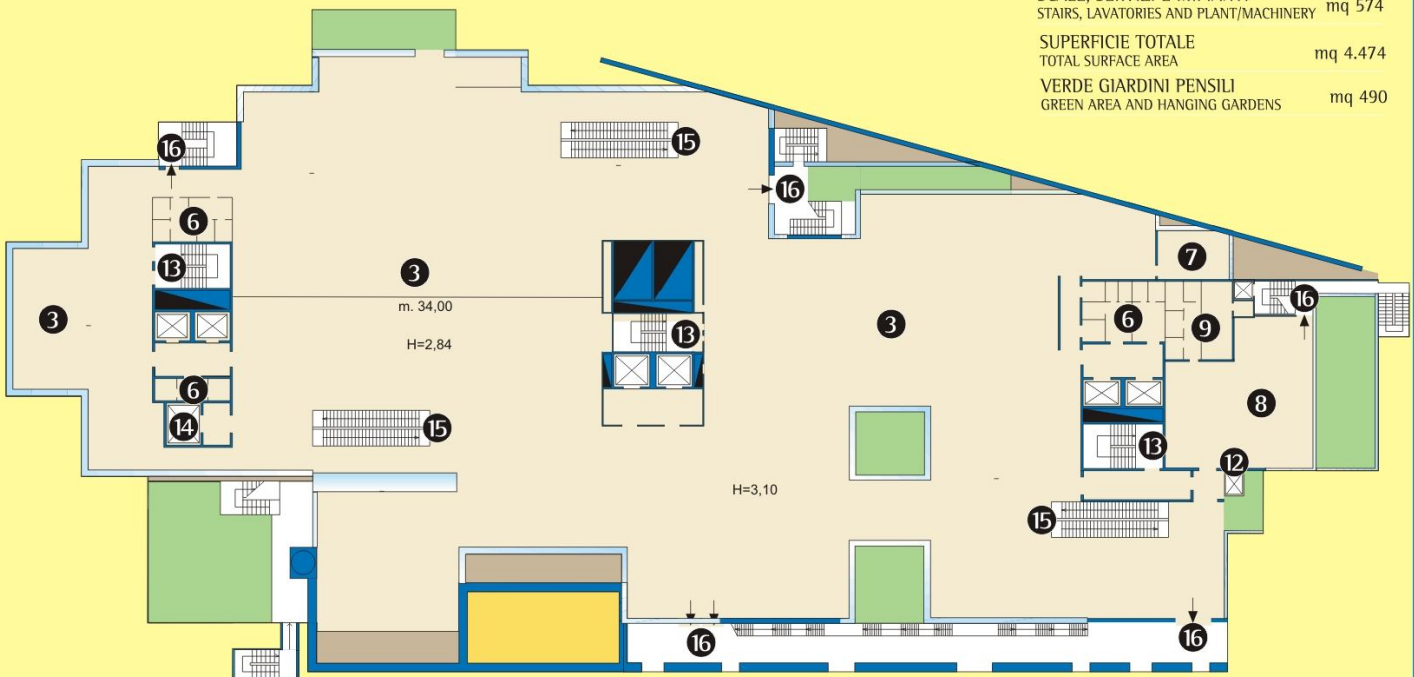 STAIRS, LAVATORIES AND PLANT/MACHINERY mq 574
SUPERFICIE TOTALE
TOTAL SURFACE AREA mq 4.474
VERDE GIARDINI PENSILI
GREEN AREA AND HANGING GARDENS mq 490
15
16
16
6
7
13
3
16
3
m. 34,00
3
6
9
13
H=2,84
6
8
14
15
13
12
H=3,10
15
16
16